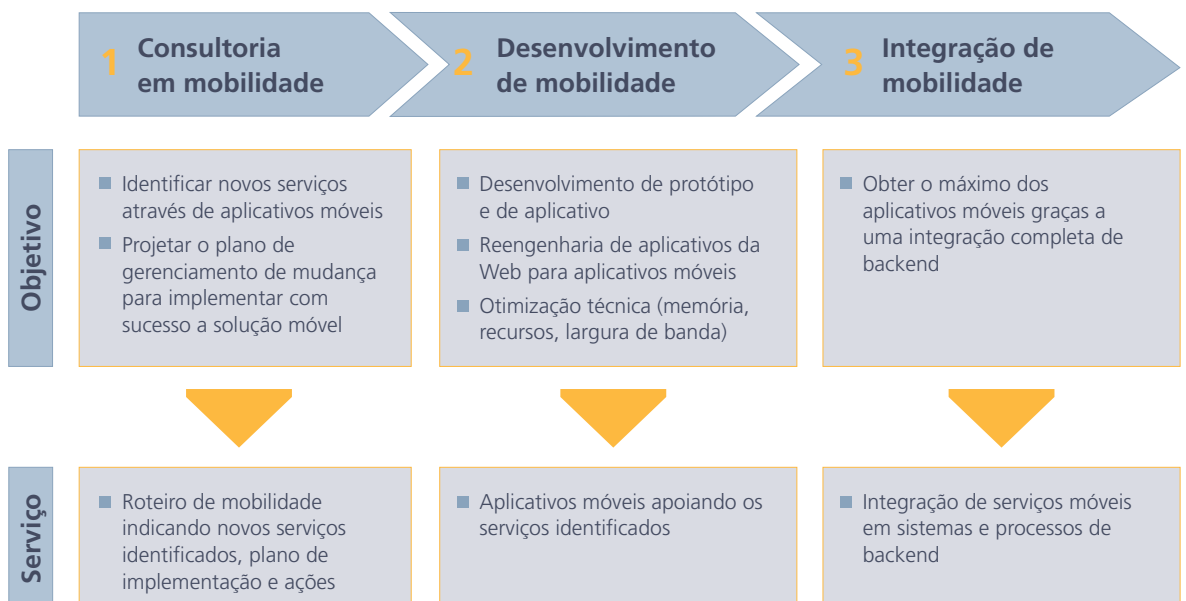 1 Consultoria
em mobilidade
2 Desenvolvimento
de mobilidade
3 Integração de
mobilidade
Objetivo
Identificar novos serviços
através de aplicativos móveis
Projetar o plano de
gerenciamento de mudança
para implementar com
sucesso a solução móvel
Desenvolvimento de protótipo
e de aplicativo
Reengenharia de aplicativos da
Web para aplicativos móveis
Otimização técnica (memória,
recursos, largura de banda)
Obter o máximo dos
aplicativos móveis graças a
uma integração completa de
backend
Serviço
Roteiro de mobilidade
indicando novos serviços
identificados, plano de
implementação e ações
Aplicativos móveis apoiando os
serviços identificados
Integração de serviços móveis
em sistemas e processos de
backend